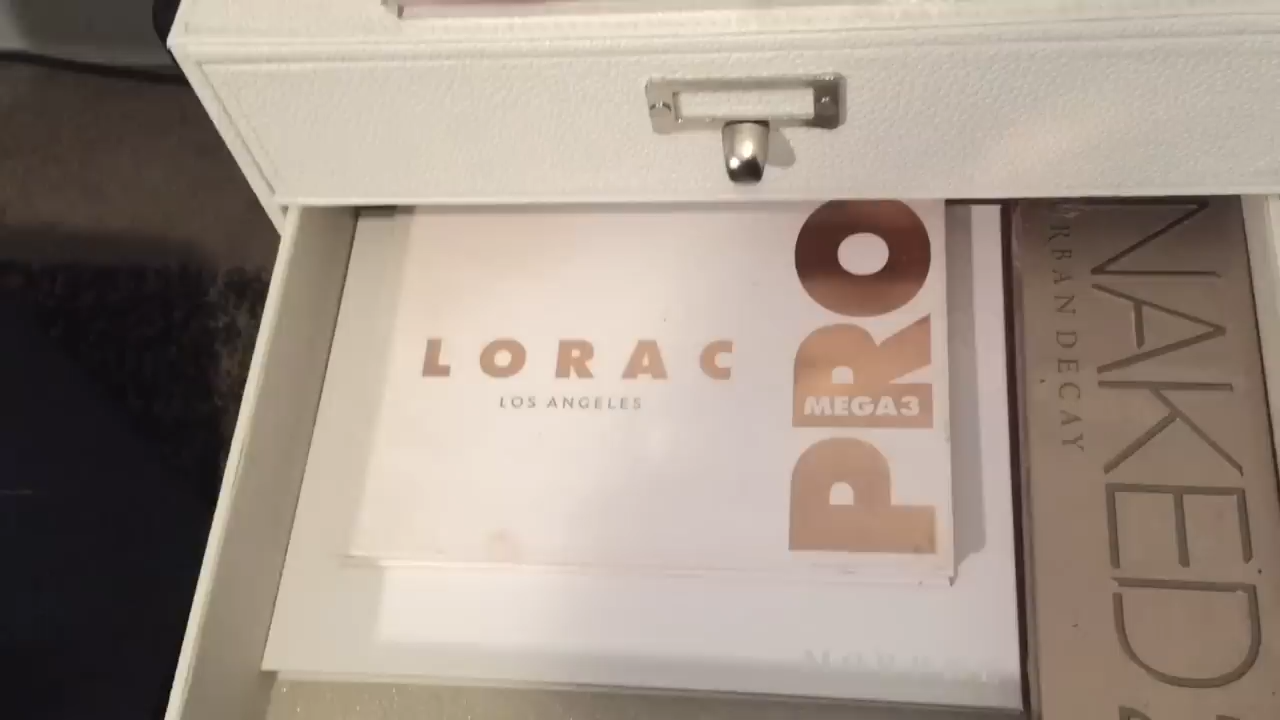 LORAC
LOS ANGELES
PRO
MEGA3
URBAN DECAY
NAKED